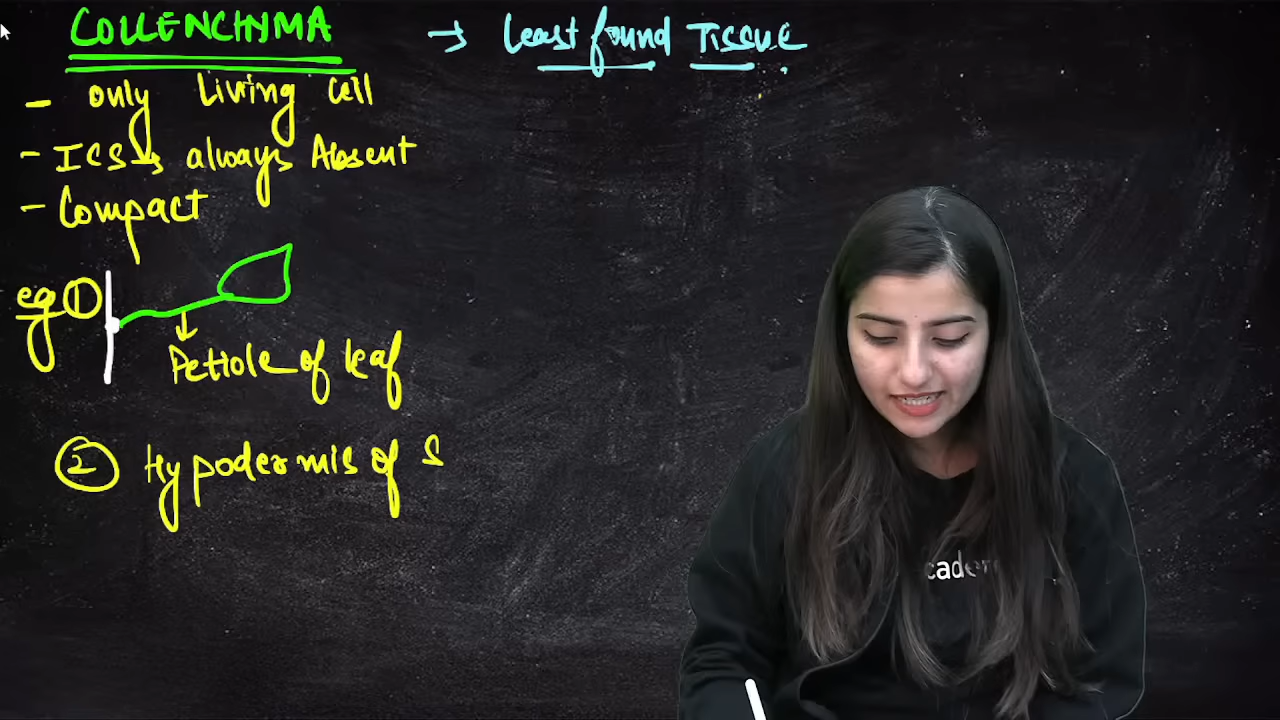 COLLENCHYMA → Least found Tissue
- only Living cell
- ICS → always Absent
- Compact
eg ①
Petiole of leaf
② Hypodermis of S
cadem